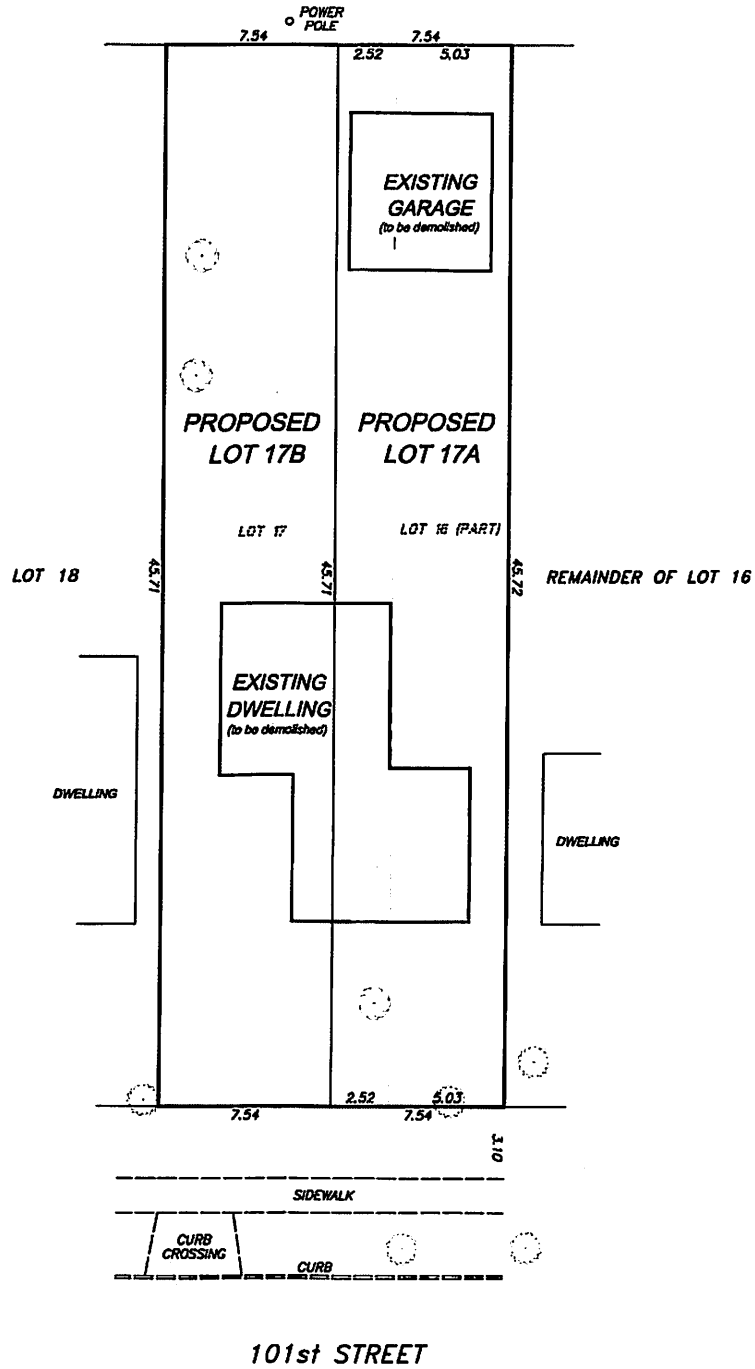 POWER
POLE
7.54
7.54
2.52
5.03
EXISTING
GARAGE
(to be demolished)
PROPOSED
LOT 17B
PROPOSED
LOT 17A
LOT 17
LOT 16 (PART)
LOT 18
45.71
45.71
45.72
REMAINDER OF LOT 16
EXISTING
DWELLING
(to be demolished)
DWELLING
DWELLING
2.52
5.03
7.54
7.54
3.10
SIDEWALK
CURB
CROSSING
CURB
101st STREET